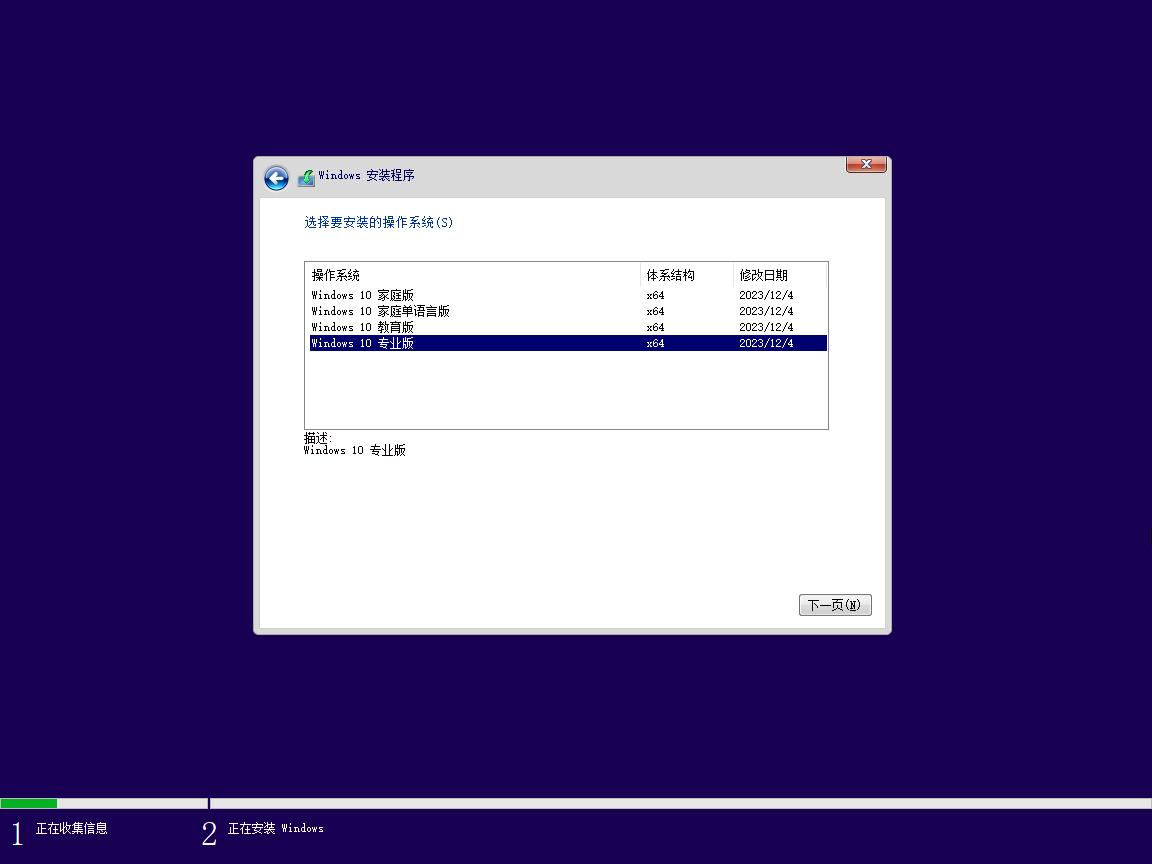 Windows 安装程序
选择要安装的操作系统(S)
操作系统 体系结构 修改日期
Windows 10 家庭版 x64 2023/12/4
Windows 10 家庭单语言版 x64 2023/12/4
Windows 10 教育版 x64 2023/12/4
Windows 10 专业版 x64 2023/12/4
描述:
Windows 10 专业版
下一页(N)
1 正在收集信息 2 正在安装 Windows